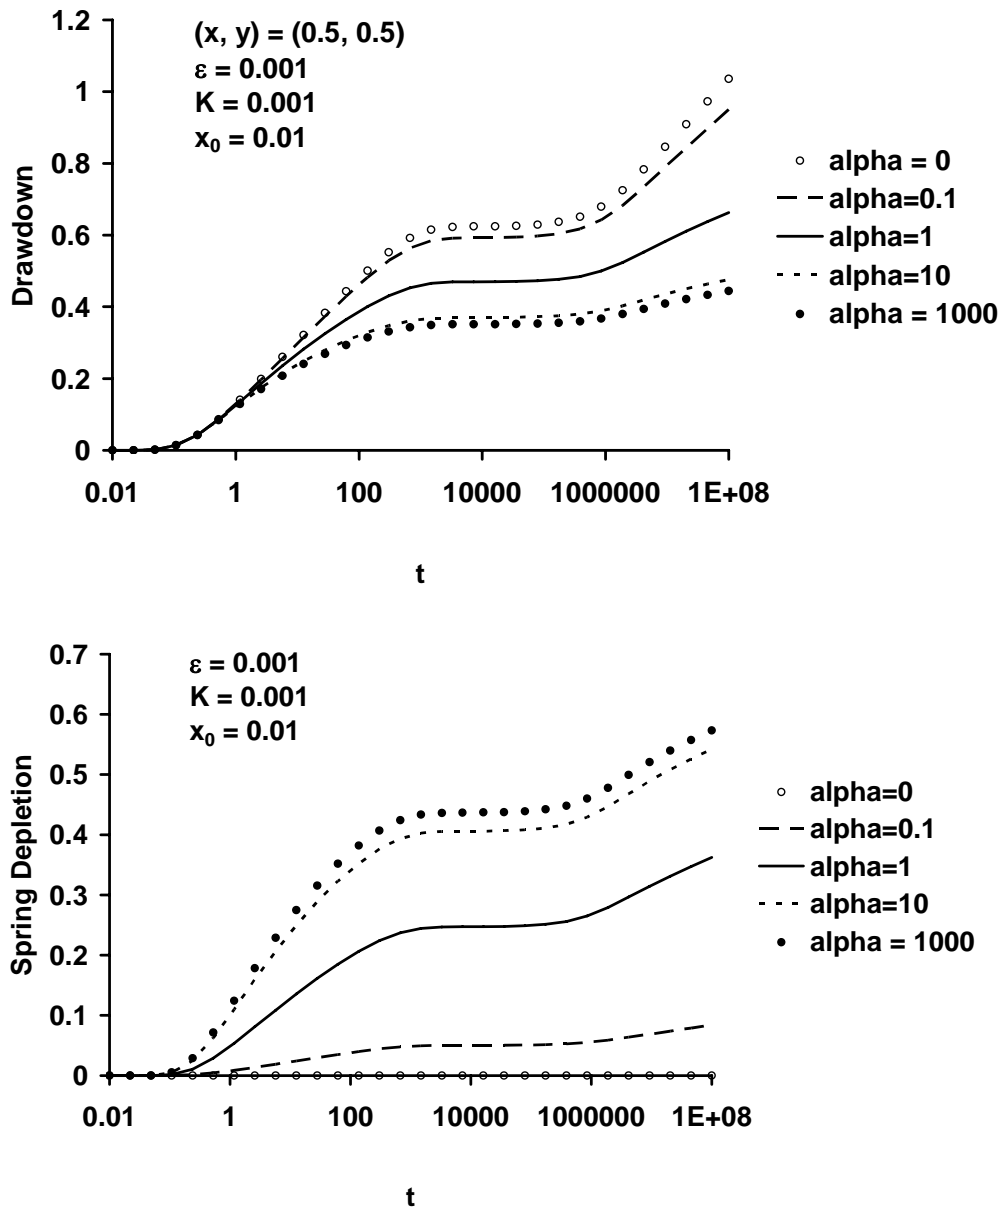 (x, y) = (0.5, 0.5)
ε = 0.001
K = 0.001
x₀ = 0.01
Drawdown
1.2
1
0.8
0.6
0.4
0.2
0
0.01 1 100 10000 1000000 1E+08
t
alpha = 0
alpha=0.1
alpha=1
alpha=10
alpha = 1000
ε = 0.001
K = 0.001
x₀ = 0.01
Spring Depletion
0.7
0.6
0.5
0.4
0.3
0.2
0.1
0
0.01 1 100 10000 1000000 1E+08
t
alpha=0
alpha=0.1
alpha=1
alpha=10
alpha = 1000